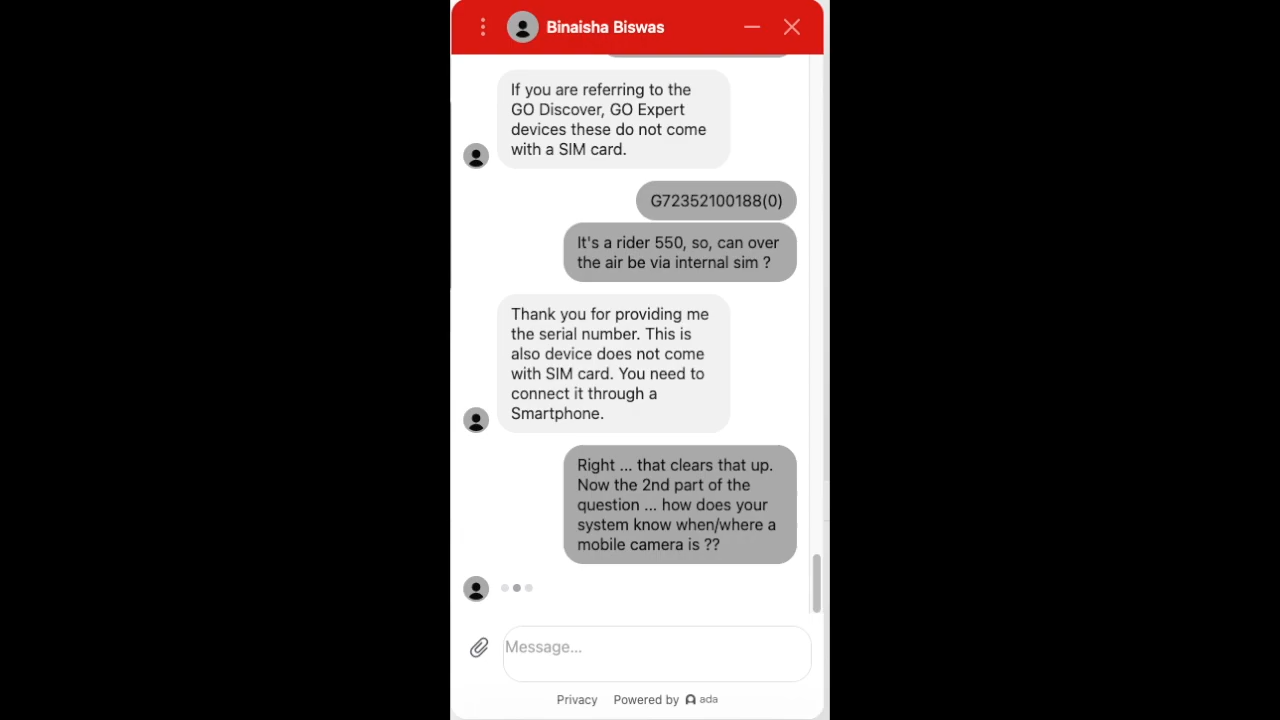 Binaisha Biswas
If you are referring to the
GO Discover, GO Expert
devices these do not come
with a SIM card.
G72352100188(0)
It's a rider 550, so, can over
the air be via internal sim ?
Thank you for providing me
the serial number. This is
also device does not come
with SIM card. You need to
connect it through a
Smartphone.
Right ... that clears that up.
Now the 2nd part of the
question ... how does your
system know when/where a
mobile camera is ??
Message...
Privacy Powered by ada